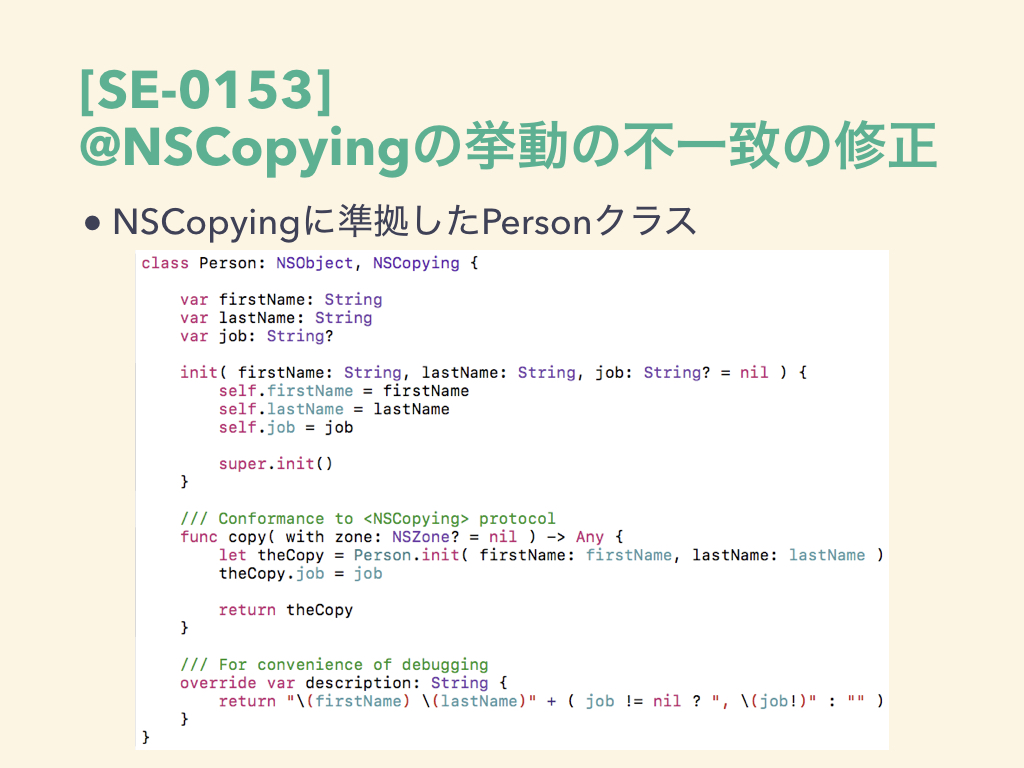 [SE-0153]
@NSCopyingの挙動の不一致の修正
● NSCopyingに準拠したPersonクラス
class Person: NSObject, NSCopying {
    var firstName: String
    var lastName: String
    var job: String?
    init( firstName: String, lastName: String, job: String? = nil ) {
        self.firstName = firstName
        self.lastName = lastName
        self.job = job
        super.init()
    }
    /// Conformance to <NSCopying> protocol
    func copy( with zone: NSZone? = nil ) -> Any {
        let theCopy = Person.init( firstName: firstName, lastName: lastName )
        theCopy.job = job
        return theCopy
    }
    /// For convenience of debugging
    override var description: String {
        return "\(firstName) \(lastName)" + ( job != nil ? ", \(job!)" : "" )
    }
}